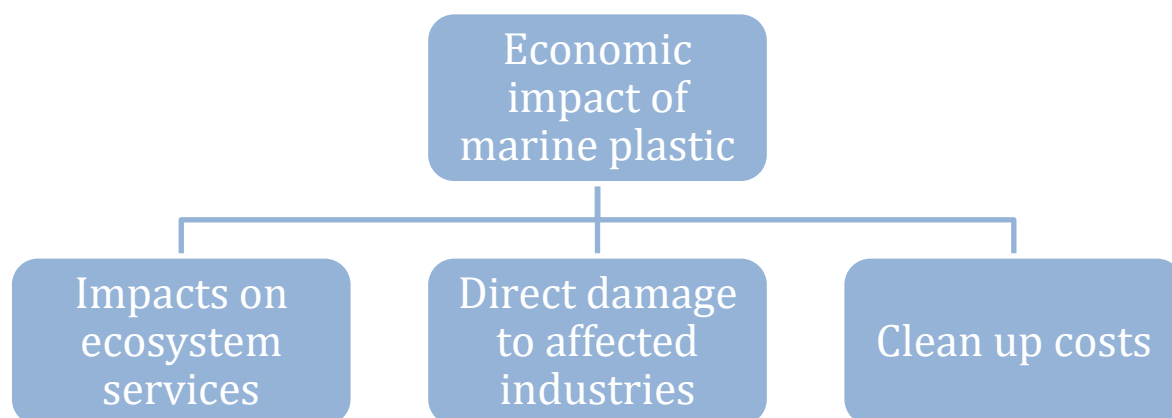 Economic
impact of
marine plastic
Impacts on
ecosystem
services
Direct damage
to affected
industries
Clean up costs